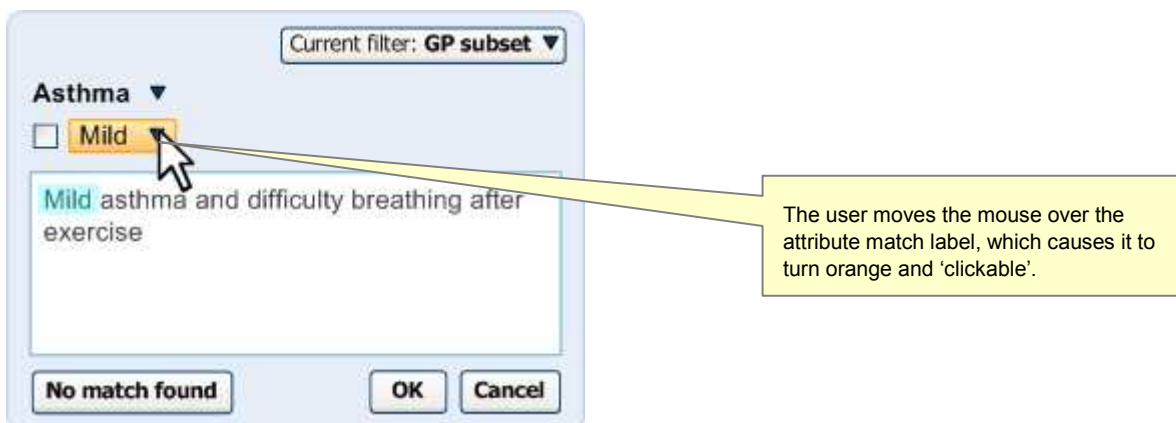 Current filter: GP subset ▼
Asthma ▼
Mild ▼
Mild asthma and difficulty breathing after
exercise
The user moves the mouse over the
attribute match label, which causes it to
turn orange and ‘clickable’.
No match found
OK
Cancel